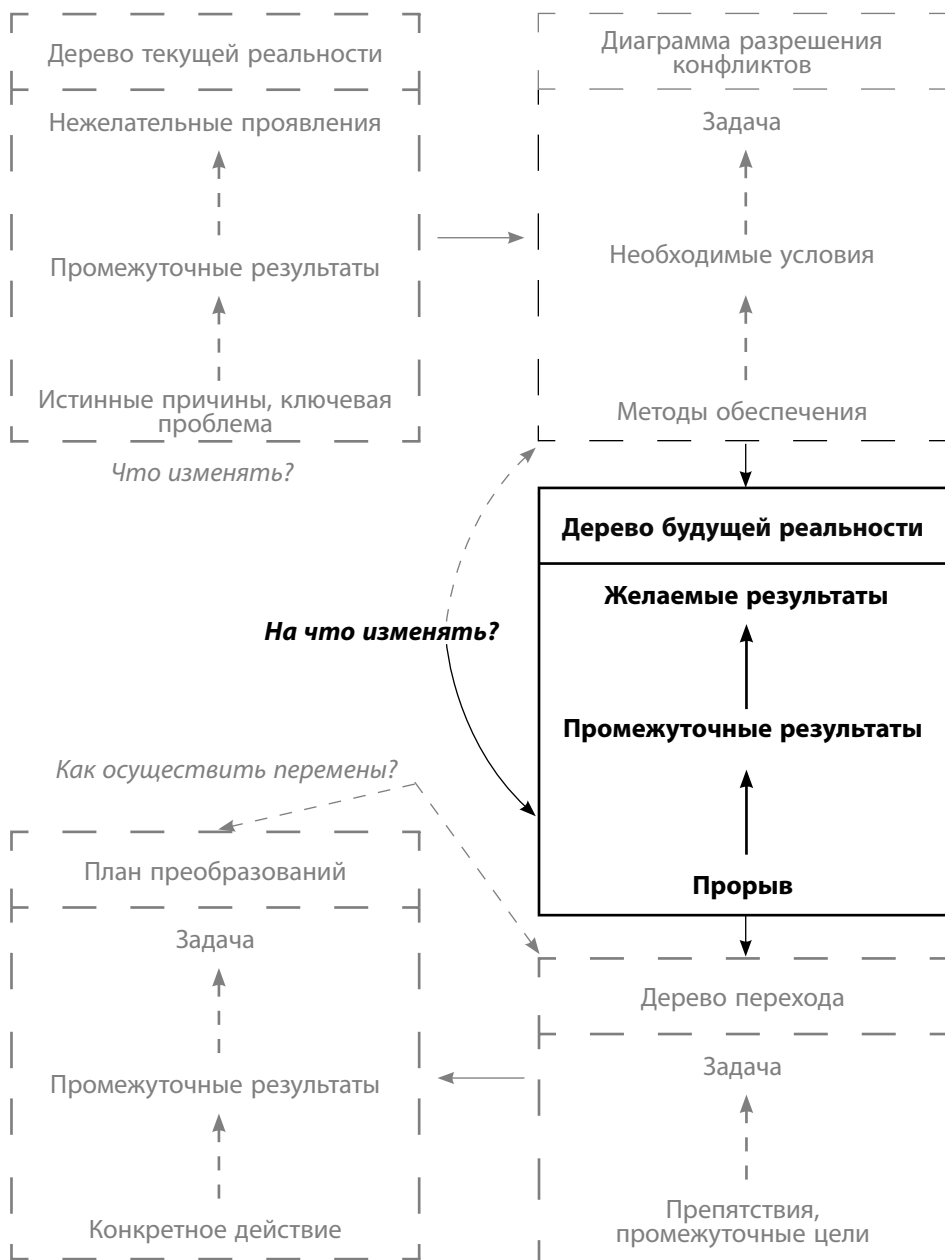 Дерево текущей реальности
Нежелательные проявления
Промежуточные результаты
Истинные причины, ключевая
проблема
Что изменять?
Диаграмма разрешения
конфликтов
Задача
Необходимые условия
Методы обеспечения
На что изменять?
Дерево будущей реальности
Желаемые результаты
Промежуточные результаты
Прорыв
Как осуществить перемены?
Дерево перехода
Задача
Препятствия,
промежуточные цели
План преобразований
Задача
Промежуточные результаты
Конкретное действие